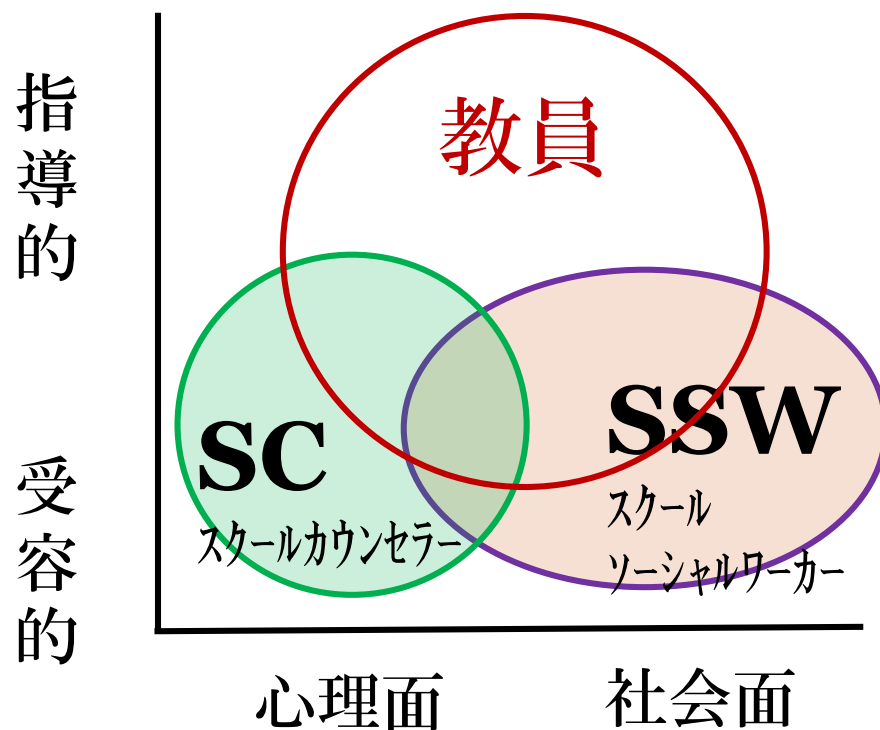 指導的
受容的
教員
SC
スクールカウンセラー
SSW
スクール
ソーシャルワーカー
心理面
社会面